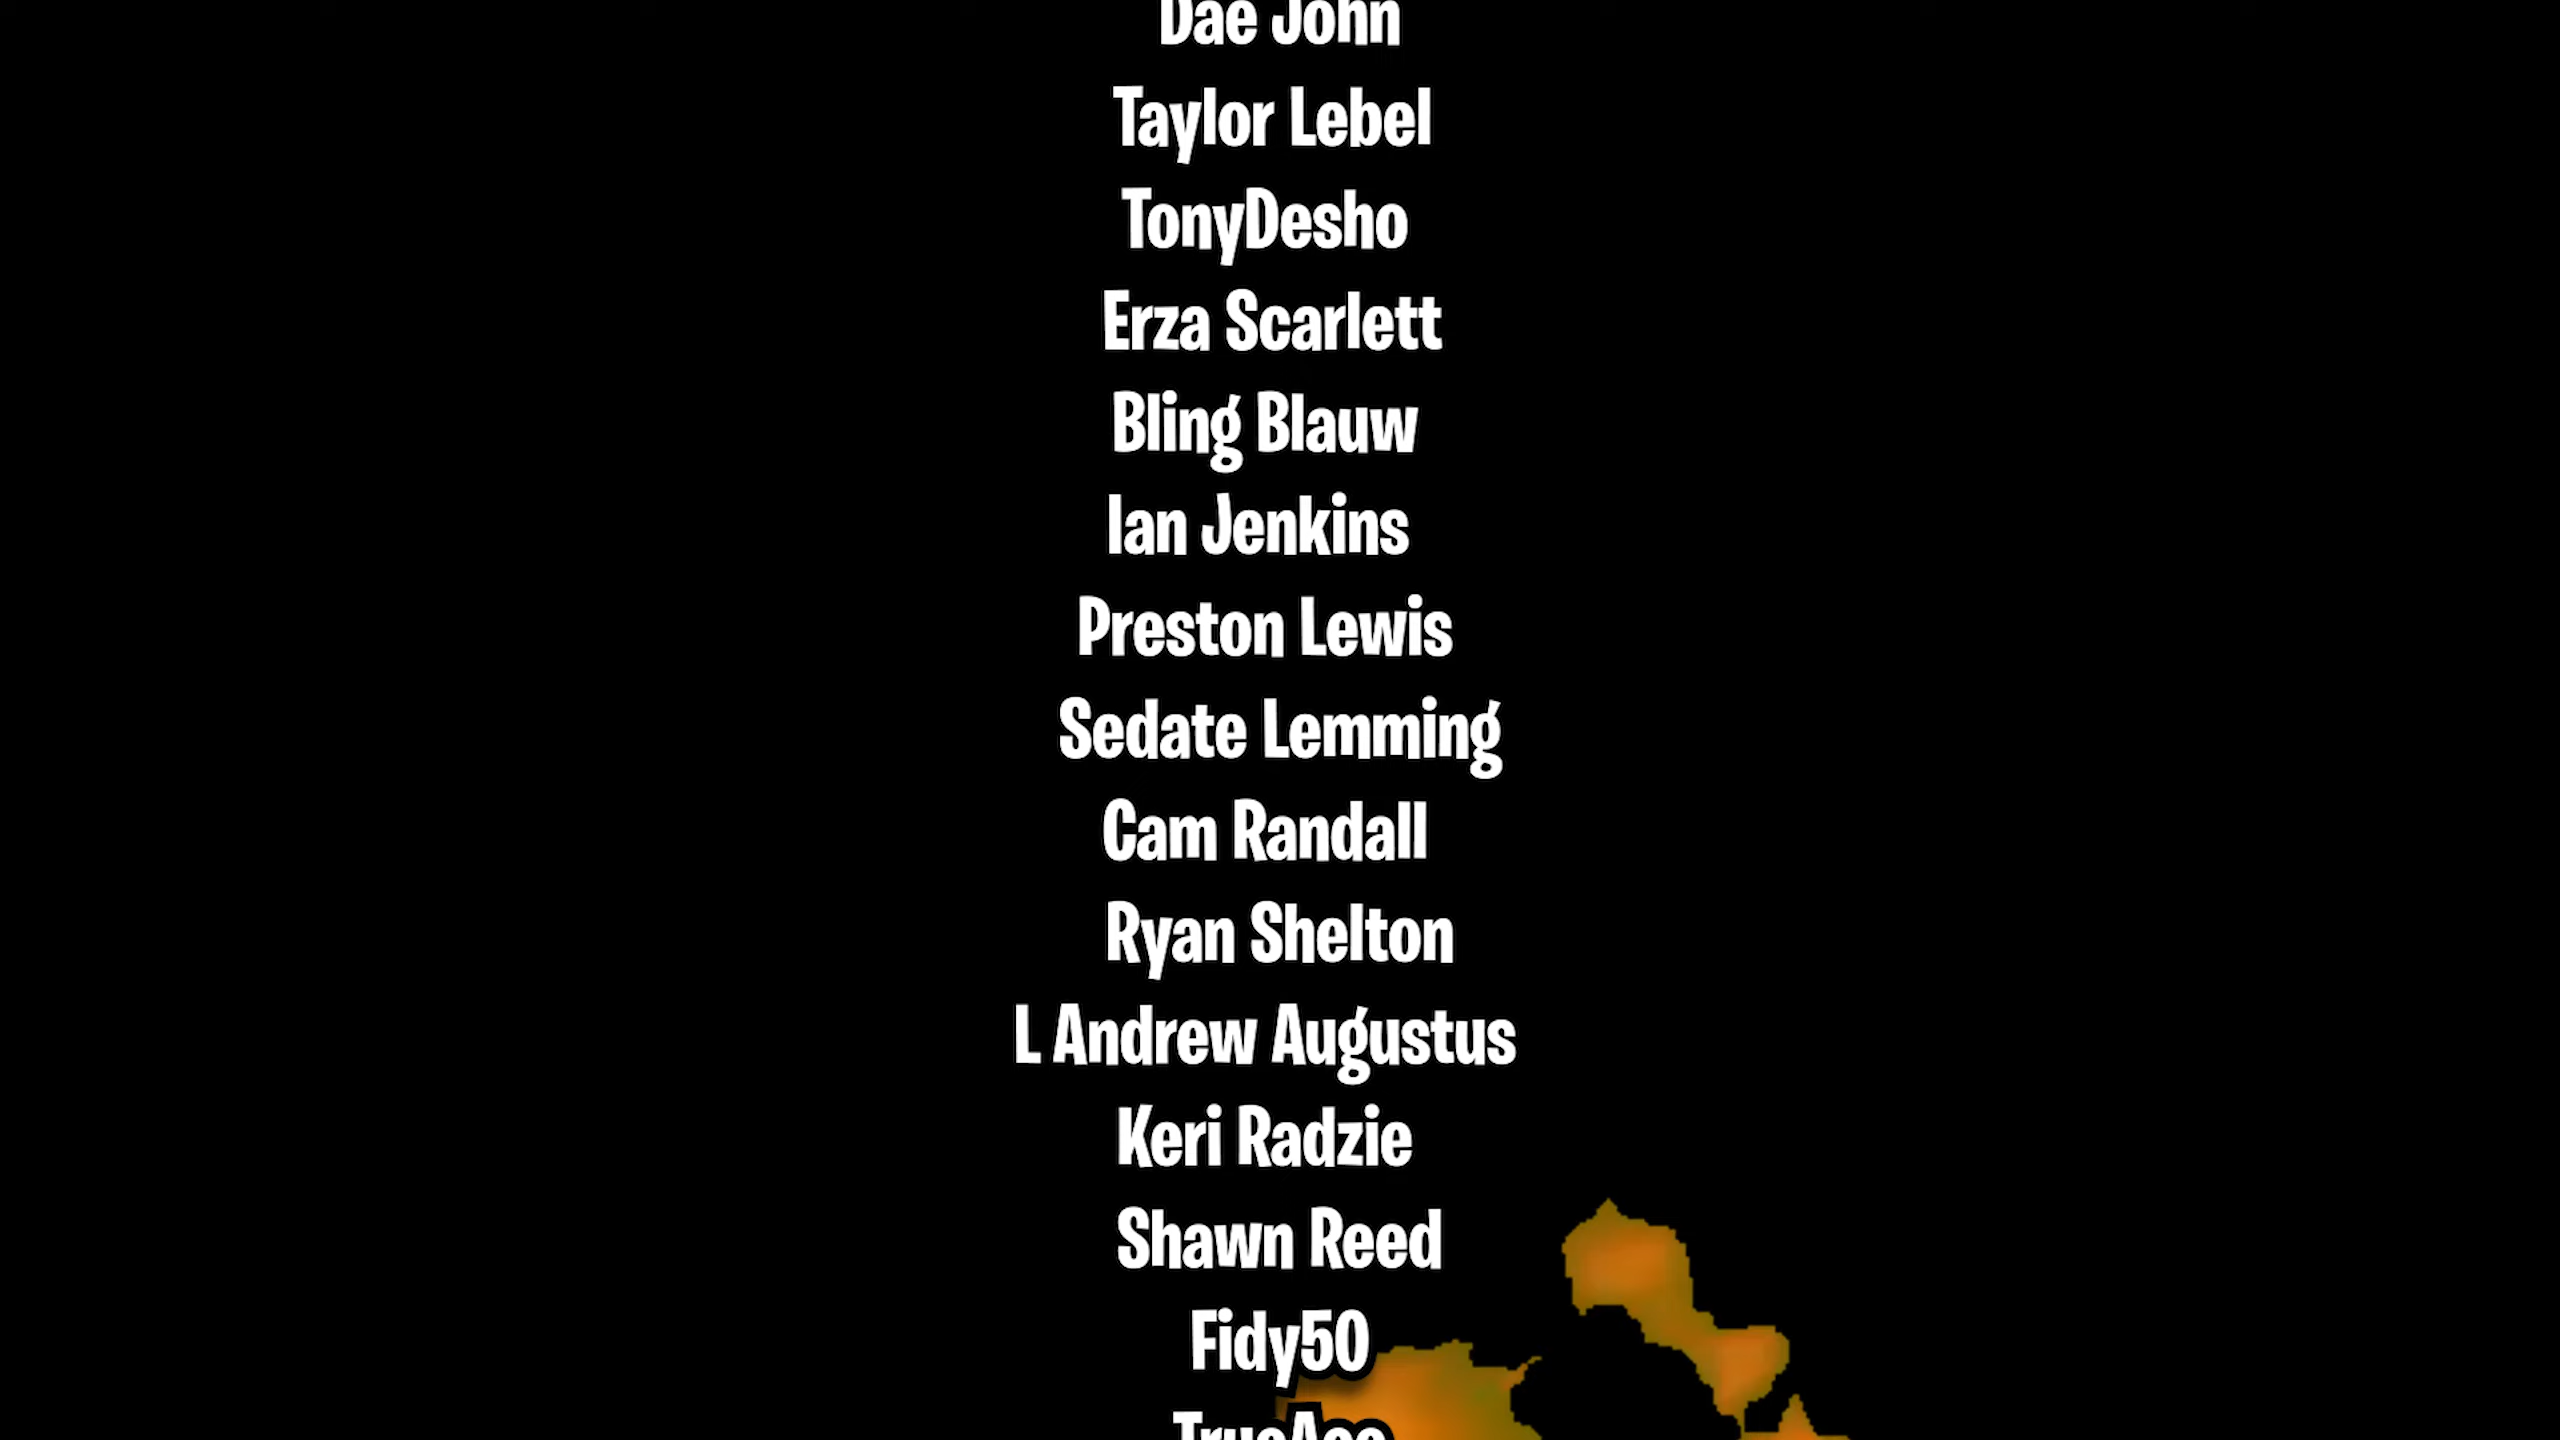 Dae John
Taylor Lebel
TonyDesho
Erza Scarlett
Bling Blauw
Ian Jenkins
Preston Lewis
Sedate Lemming
Cam Randall
Ryan Shelton
L Andrew Augustus
Keri Radzie
Shawn Reed
Fidy50